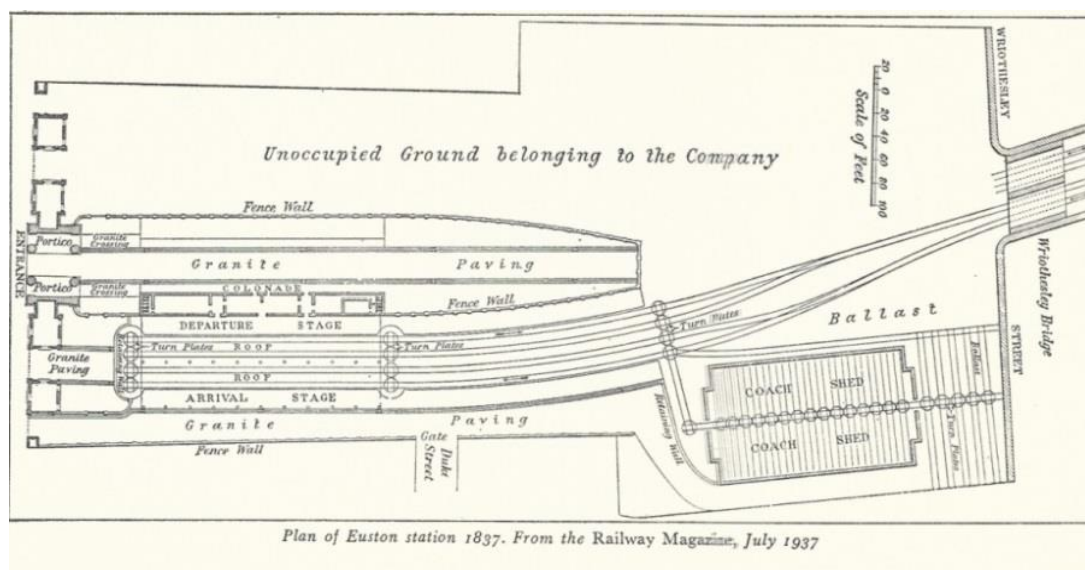 WRIOTHESLEY
20
0
20
40
60
80
100
Scale of Feet
Unoccupied Ground belonging to the Company
Fence Wall
ENTRANCE.
Portico
Granite
Crossing
Granite Paving
Portico
Granite
Crossing
COLONADE
Fence Wall
DEPARTURE STAGE
Turn Plates
ROOF
Turn Plates
Turn Plates
Ballast
Wriothesley Bridge
Granite
Paving
Retaining Wall
ROOF
ARRIVAL STAGE
Granite Paving
Fence Wall
Gate
Duke
Street
Retaining Wall
COACH SHED
COACH SHED
Ballast
Turn Plates
STREET
Plan of Euston station 1837. From the Railway Magazine, July 1937